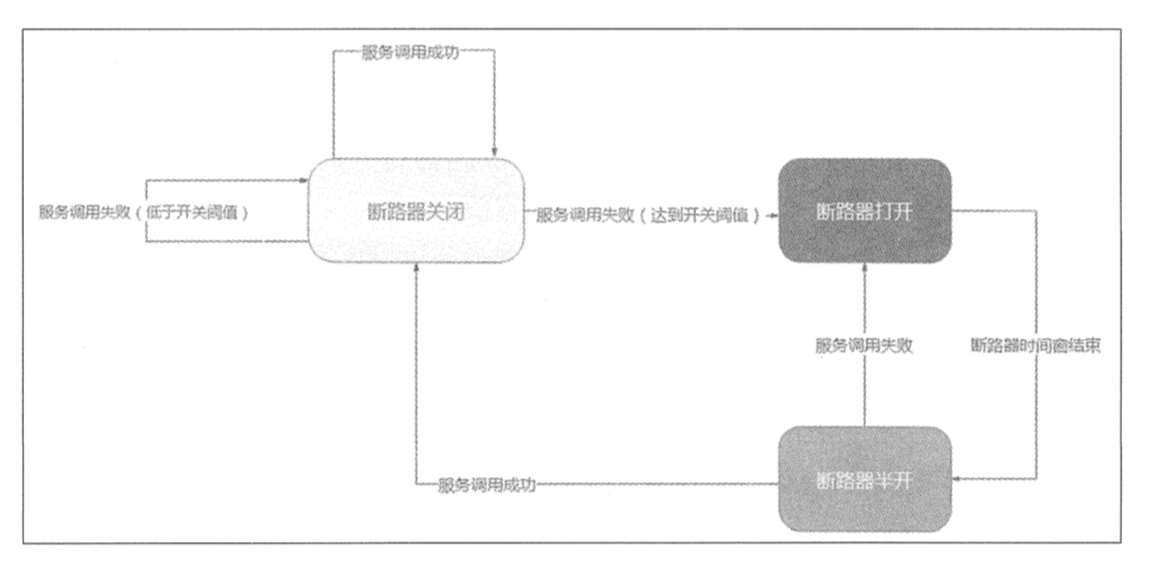 服务调用成功
服务调用失败（低于开关阈值）
断路器关闭
服务调用失败（达到开关阈值）
断路器打开
服务调用失败
断路器时间窗结束
服务调用成功
断路器半开